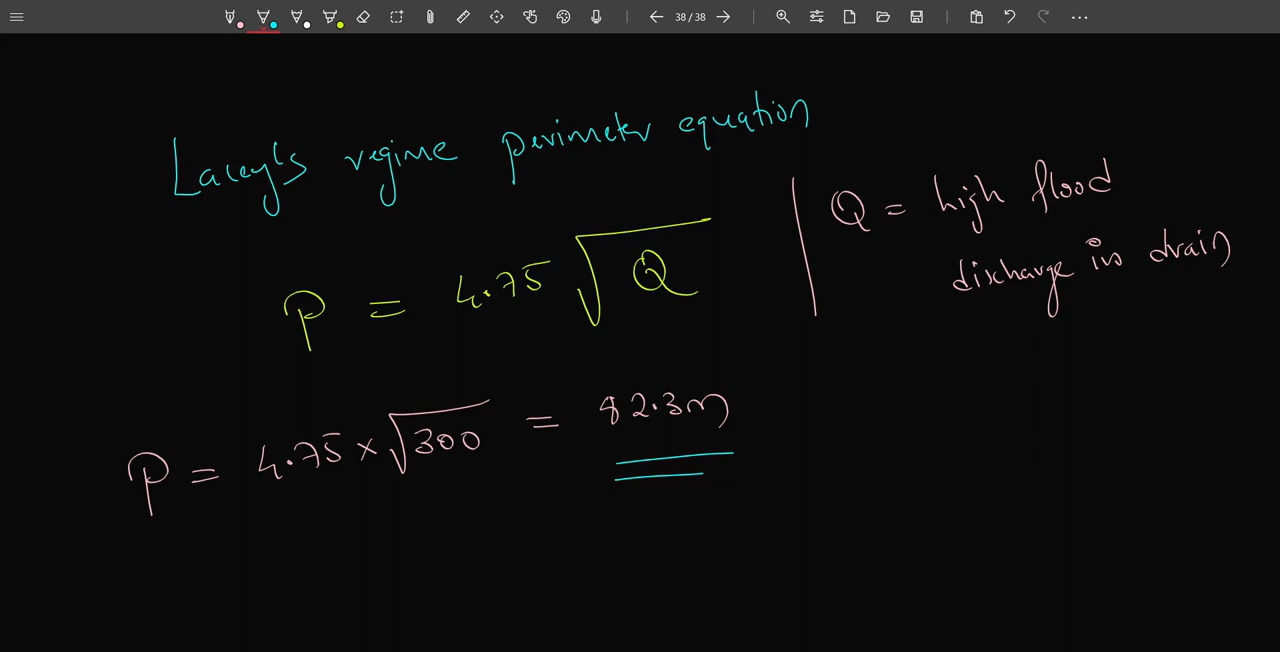 38/38
Lacey's regime perimeter equation
P = 4.75 √Q
Q = high flood
discharge in drain
P = 4.75 × √300 = 82.3m